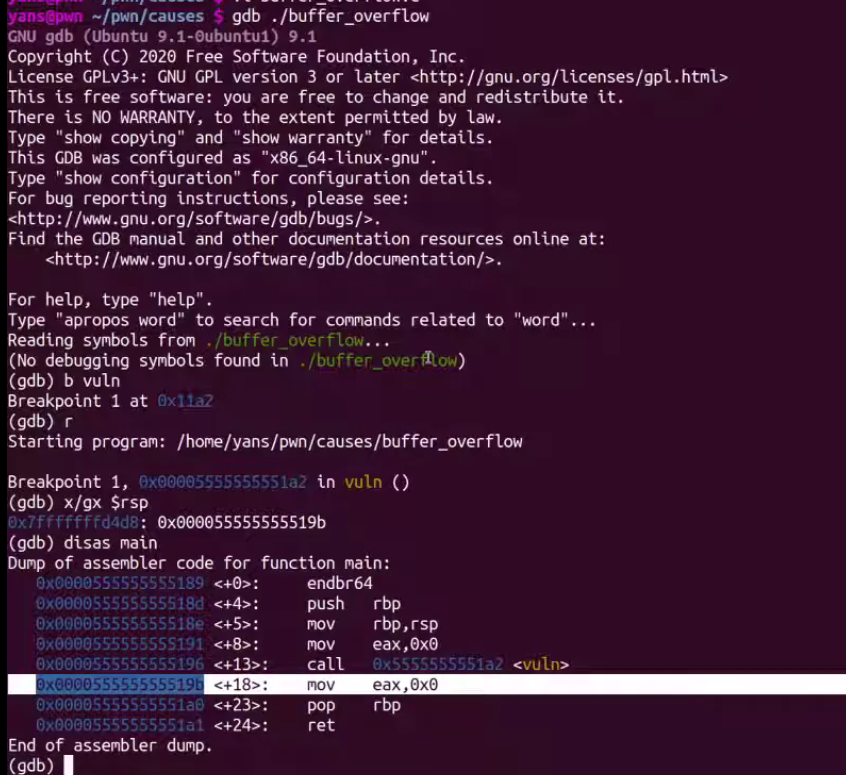 yans@pwn ~/pwn/causes $ gdb ./buffer_overflow
GNU gdb (Ubuntu 9.1-0ubuntu1) 9.1
Copyright (C) 2020 Free Software Foundation, Inc.
License GPLv3+: GNU GPL version 3 or later <http://gnu.org/licenses/gpl.html>
This is free software: you are free to change and redistribute it.
There is NO WARRANTY, to the extent permitted by law.
Type "show copying" and "show warranty" for details.
This GDB was configured as "x86_64-linux-gnu".
Type "show configuration" for configuration details.
For bug reporting instructions, please see:
<http://www.gnu.org/software/gdb/bugs/>.
Find the GDB manual and other documentation resources online at:
    <http://www.gnu.org/software/gdb/documentation/>.

For help, type "help".
Type "apropos word" to search for commands related to "word"...
Reading symbols from ./buffer_overflow...
(No debugging symbols found in ./buffer_overflow)
(gdb) b vuln
Breakpoint 1 at 0x11a2
(gdb) r
Starting program: /home/yans/pwn/causes/buffer_overflow

Breakpoint 1, 0x00005555555551a2 in vuln ()
(gdb) x/gx $rsp
0x7fffffffd4d8: 0x000055555555519b
(gdb) disas main
Dump of assembler code for function main:
   0x0000555555555189 <+0>:     endbr64
   0x000055555555518d <+4>:     push   rbp
   0x000055555555518e <+5>:     mov    rbp,rsp
   0x0000555555555191 <+8>:     mov    eax,0x0
   0x0000555555555196 <+13>:    call   0x5555555551a2 <vuln>
   0x000055555555519b <+18>:    mov    eax,0x0
   0x00005555555551a0 <+23>:    pop    rbp
   0x00005555555551a1 <+24>:    ret
End of assembler dump.
(gdb)